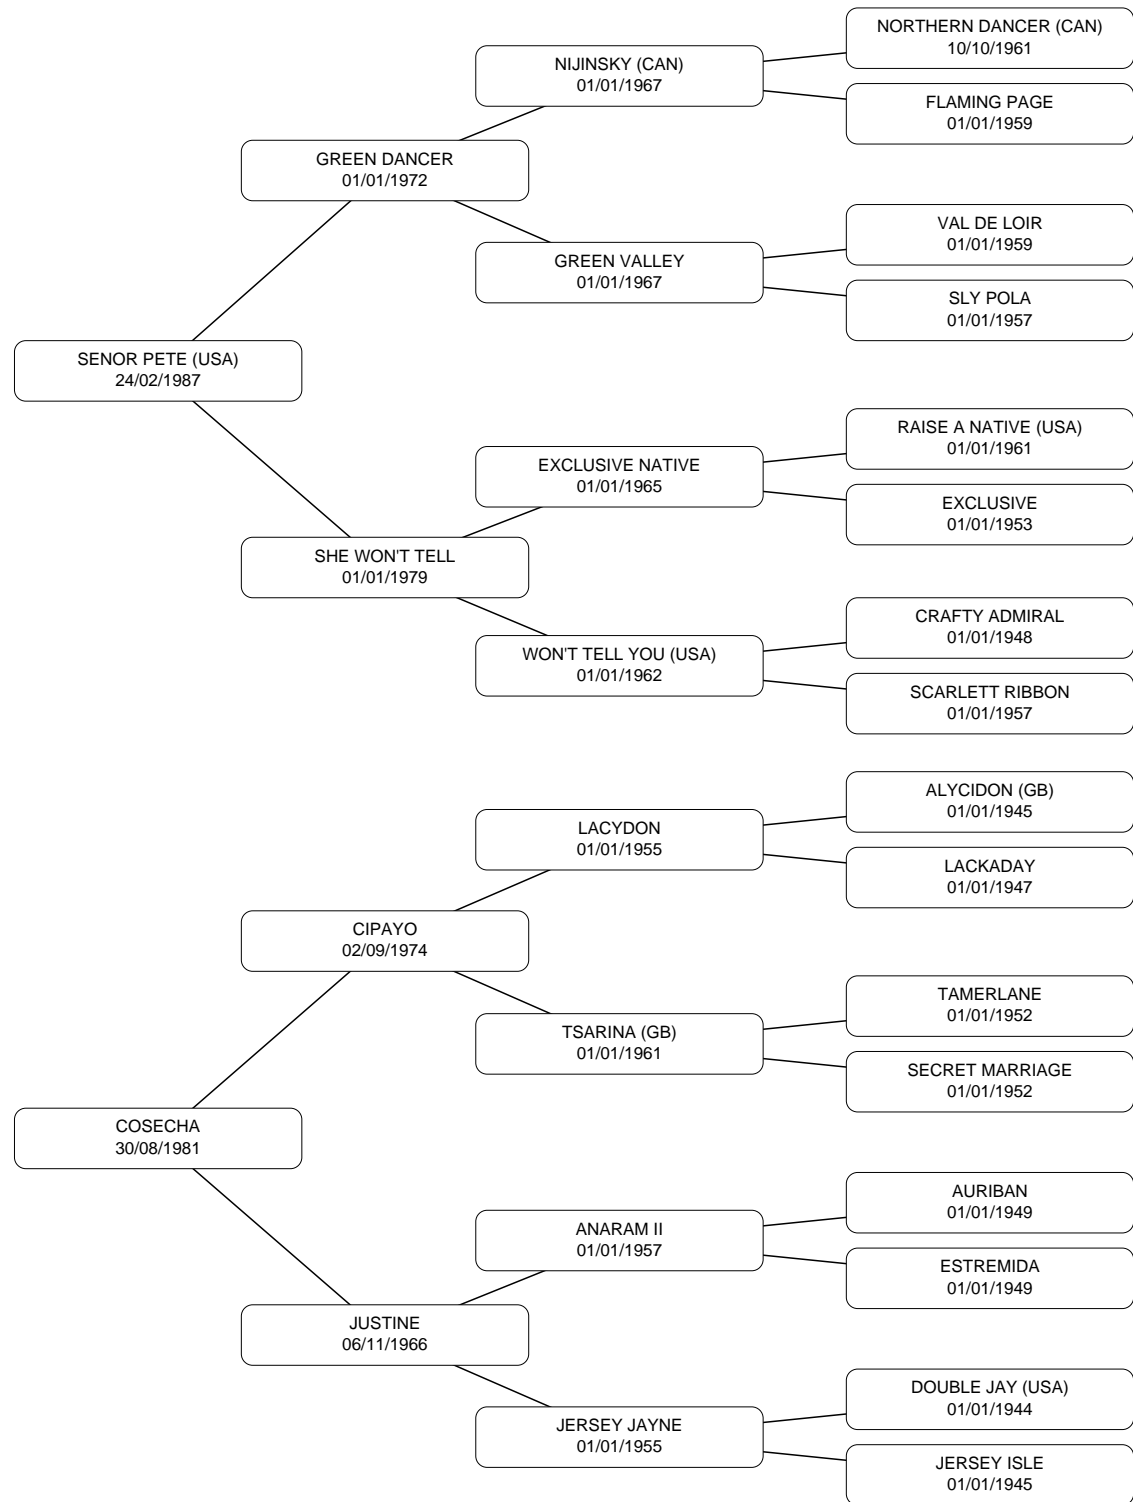 NORTHERN DANCER (CAN)
10/10/1961
NIJINSKY (CAN)
01/01/1967
FLAMING PAGE
01/01/1959
GREEN DANCER
01/01/1972
VAL DE LOIR
01/01/1959
GREEN VALLEY
01/01/1967
SLY POLA
01/01/1957
SENOR PETE (USA)
24/02/1987
RAISE A NATIVE (USA)
01/01/1961
EXCLUSIVE NATIVE
01/01/1965
EXCLUSIVE
01/01/1953
SHE WON'T TELL
01/01/1979
CRAFTY ADMIRAL
01/01/1948
WON'T TELL YOU (USA)
01/01/1962
SCARLETT RIBBON
01/01/1957
ALYCIDON (GB)
01/01/1945
LACYDON
01/01/1955
LACKADAY
01/01/1947
CIPAYO
02/09/1974
TAMERLANE
01/01/1952
TSARINA (GB)
01/01/1961
SECRET MARRIAGE
01/01/1952
COSECHA
30/08/1981
AURIBAN
01/01/1949
ANARAM II
01/01/1957
ESTREMIDA
01/01/1949
JUSTINE
06/11/1966
DOUBLE JAY (USA)
01/01/1944
JERSEY JAYNE
01/01/1955
JERSEY ISLE
01/01/1945